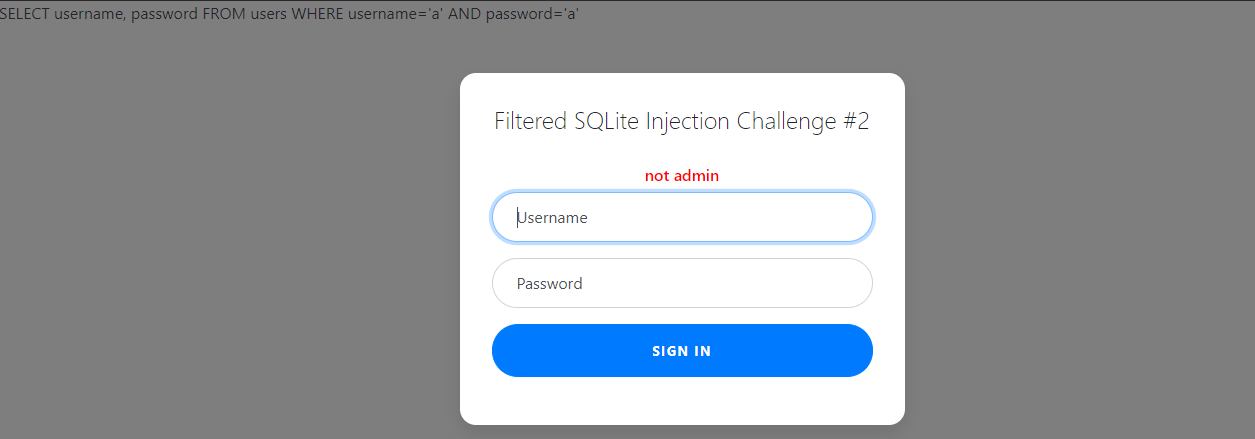 SELECT username, password FROM users WHERE username='a' AND password='a'
Filtered SQLite Injection Challenge #2
not admin
Username
Password
SIGN IN